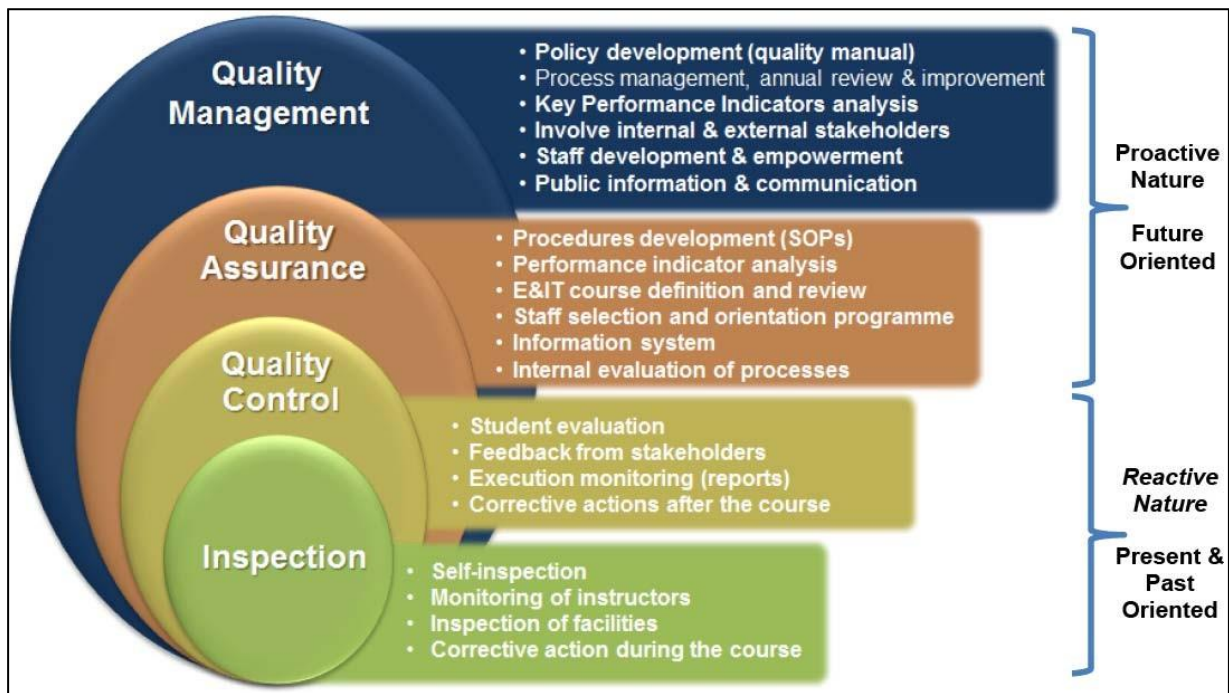 Quality
Management
• Policy development (quality manual)
• Process management, annual review & improvement
• Key Performance Indicators analysis
• Involve internal & external stakeholders
• Staff development & empowerment
• Public information & communication
Quality
Assurance
• Procedures development (SOPs)
• Performance indicator analysis
• E&IT course definition and review
• Staff selection and orientation programme
• Information system
• Internal evaluation of processes
Proactive
Nature
Future
Oriented
Quality
Control
• Student evaluation
• Feedback from stakeholders
• Execution monitoring (reports)
• Corrective actions after the course
Inspection
• Self-inspection
• Monitoring of instructors
• Inspection of facilities
• Corrective action during the course
Reactive
Nature
Present &
Past
Oriented